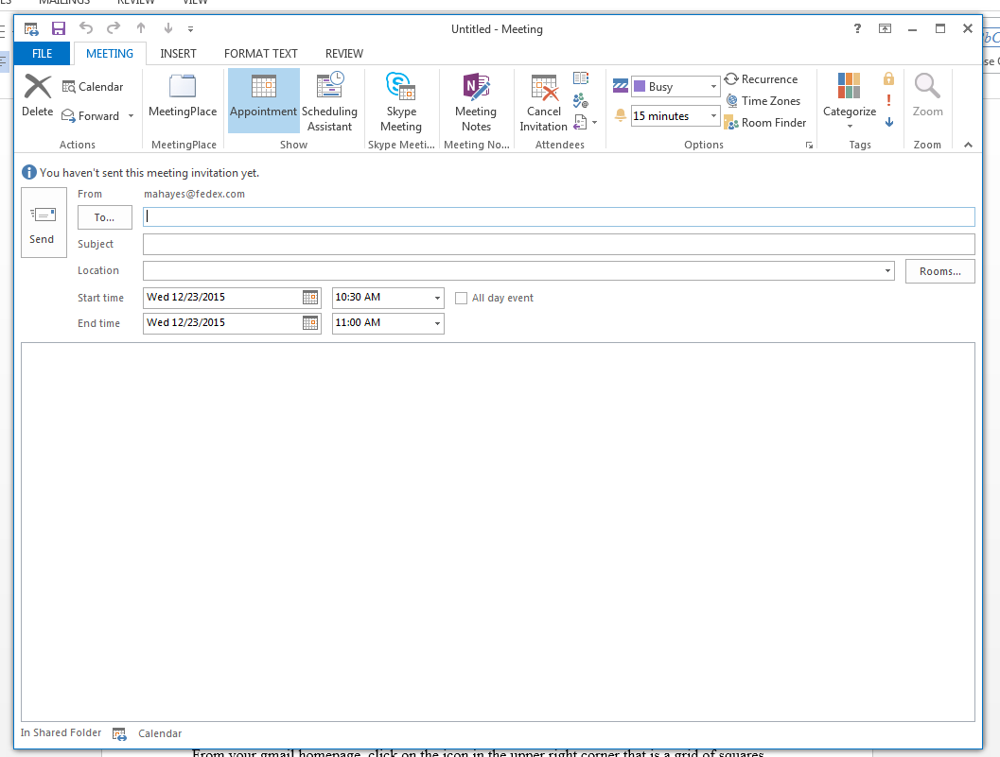 MAILINGS REVIEW VIEW
Untitled - Meeting
?
FILE MEETING INSERT FORMAT TEXT REVIEW
Delete
Calendar
Forward
Actions
MeetingPlace
MeetingPlace
Appointment
Scheduling
Assistant
Show
Skype
Meeting
Skype Meeti...
N
Meeting
Notes
Meeting No...
Cancel
Invitation
Attendees
Busy
15 minutes
Recurrence
Time Zones
Room Finder
Options
Categorize
!
Tags
Zoom
Zoom
You haven't sent this meeting invitation yet.
Send
From mahayes@fedex.com
To...
Subject
Location Rooms...
Start time Wed 12/23/2015 10:30 AM All day event
End time Wed 12/23/2015 11:00 AM
In Shared Folder Calendar
From your gmail homepage, click on the icon in the upper right corner that is a grid of squares